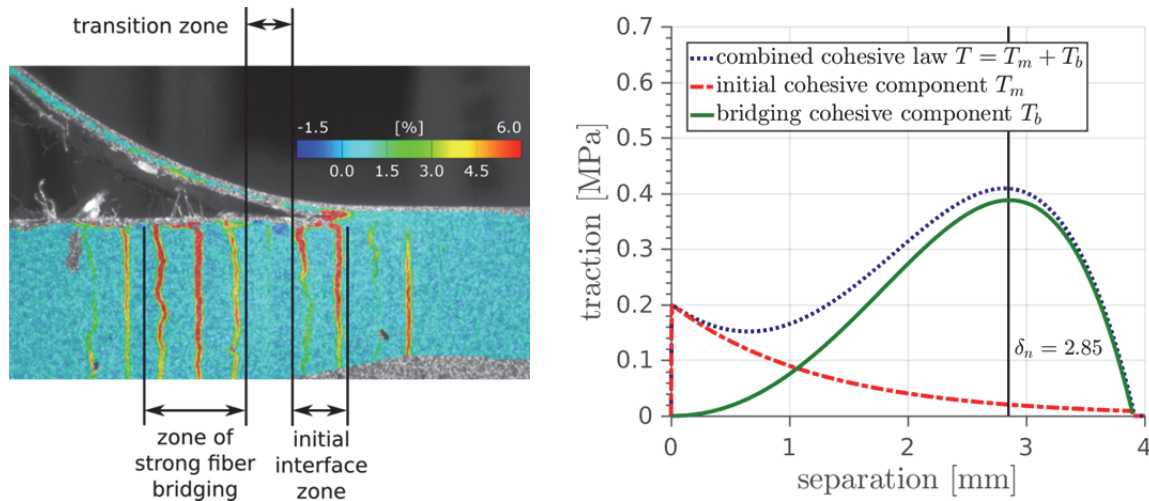 transition zone
-1.5 [%] 6.0
0.0 1.5 3.0 4.5
zone of
strong fiber
bridging
initial
interface
zone
0.7
0.6
0.5
0.4
0.3
0.2
0.1
0
traction [MPa]
combined cohesive law T = T_m + T_b
initial cohesive component T_m
bridging cohesive component T_b
δ_n = 2.85
0 1 2 3 4
separation [mm]